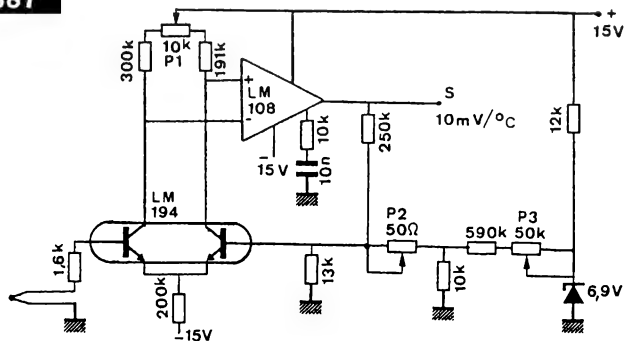 587
10k
P1
300k
191k
+
15V
+
-
LM
108
S
10mV/°C
10k
250k
12k
-
15V
10n
LM
194
P2
50Ω
590k
P3
50k
1,6k
200k
13k
10k
6,9V
-15V